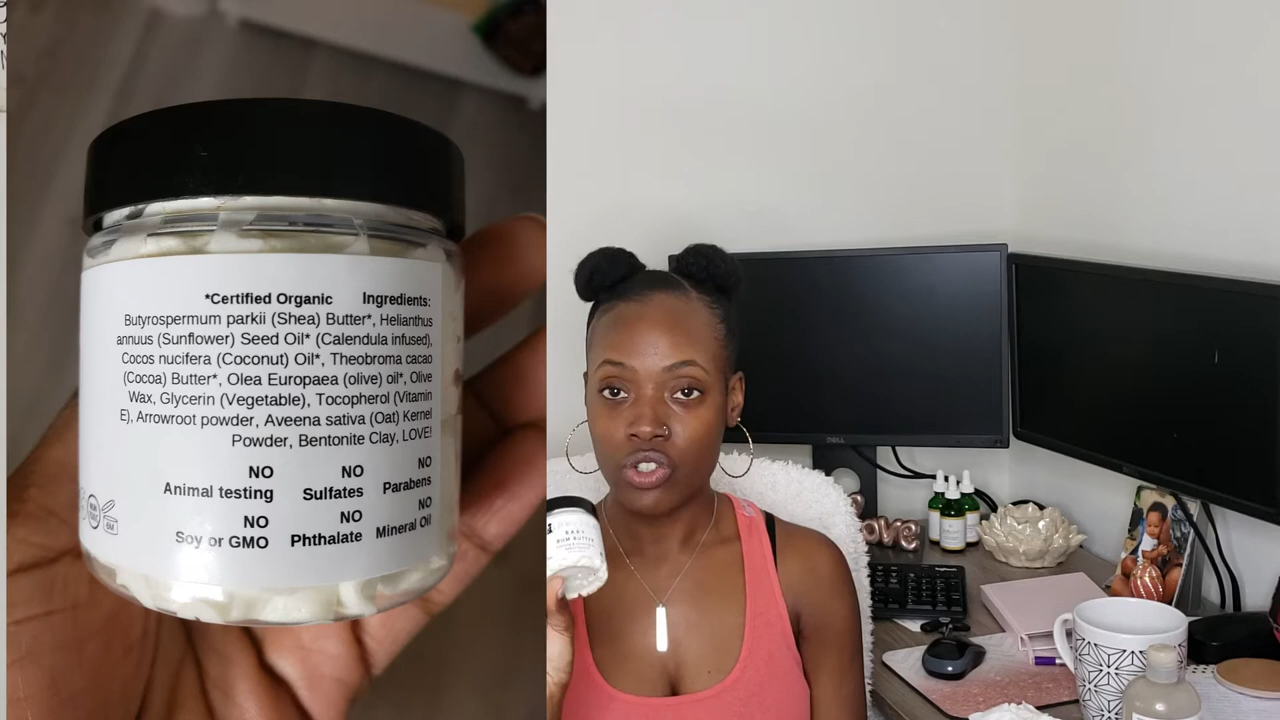 *Certified Organic Ingredients:
Butyrospermum parkii (Shea) Butter*, Helianthus
annuus (Sunflower) Seed Oil* (Calendula infused),
Cocos nucifera (Coconut) Oil*, Theobroma cacao
(Cocoa) Butter*, Olea Europaea (olive) oil*, Olive
Wax, Glycerin (Vegetable), Tocopherol (Vitamin
E), Arrowroot powder, Aveena sativa (Oat) Kernel
Powder, Bentonite Clay, LOVE!
NO NO NO
Animal testing Sulfates Parabens
NO NO NO
Soy or GMO Phthalate Mineral Oil
6M
BABY
BUM BUTTER
DELL
love